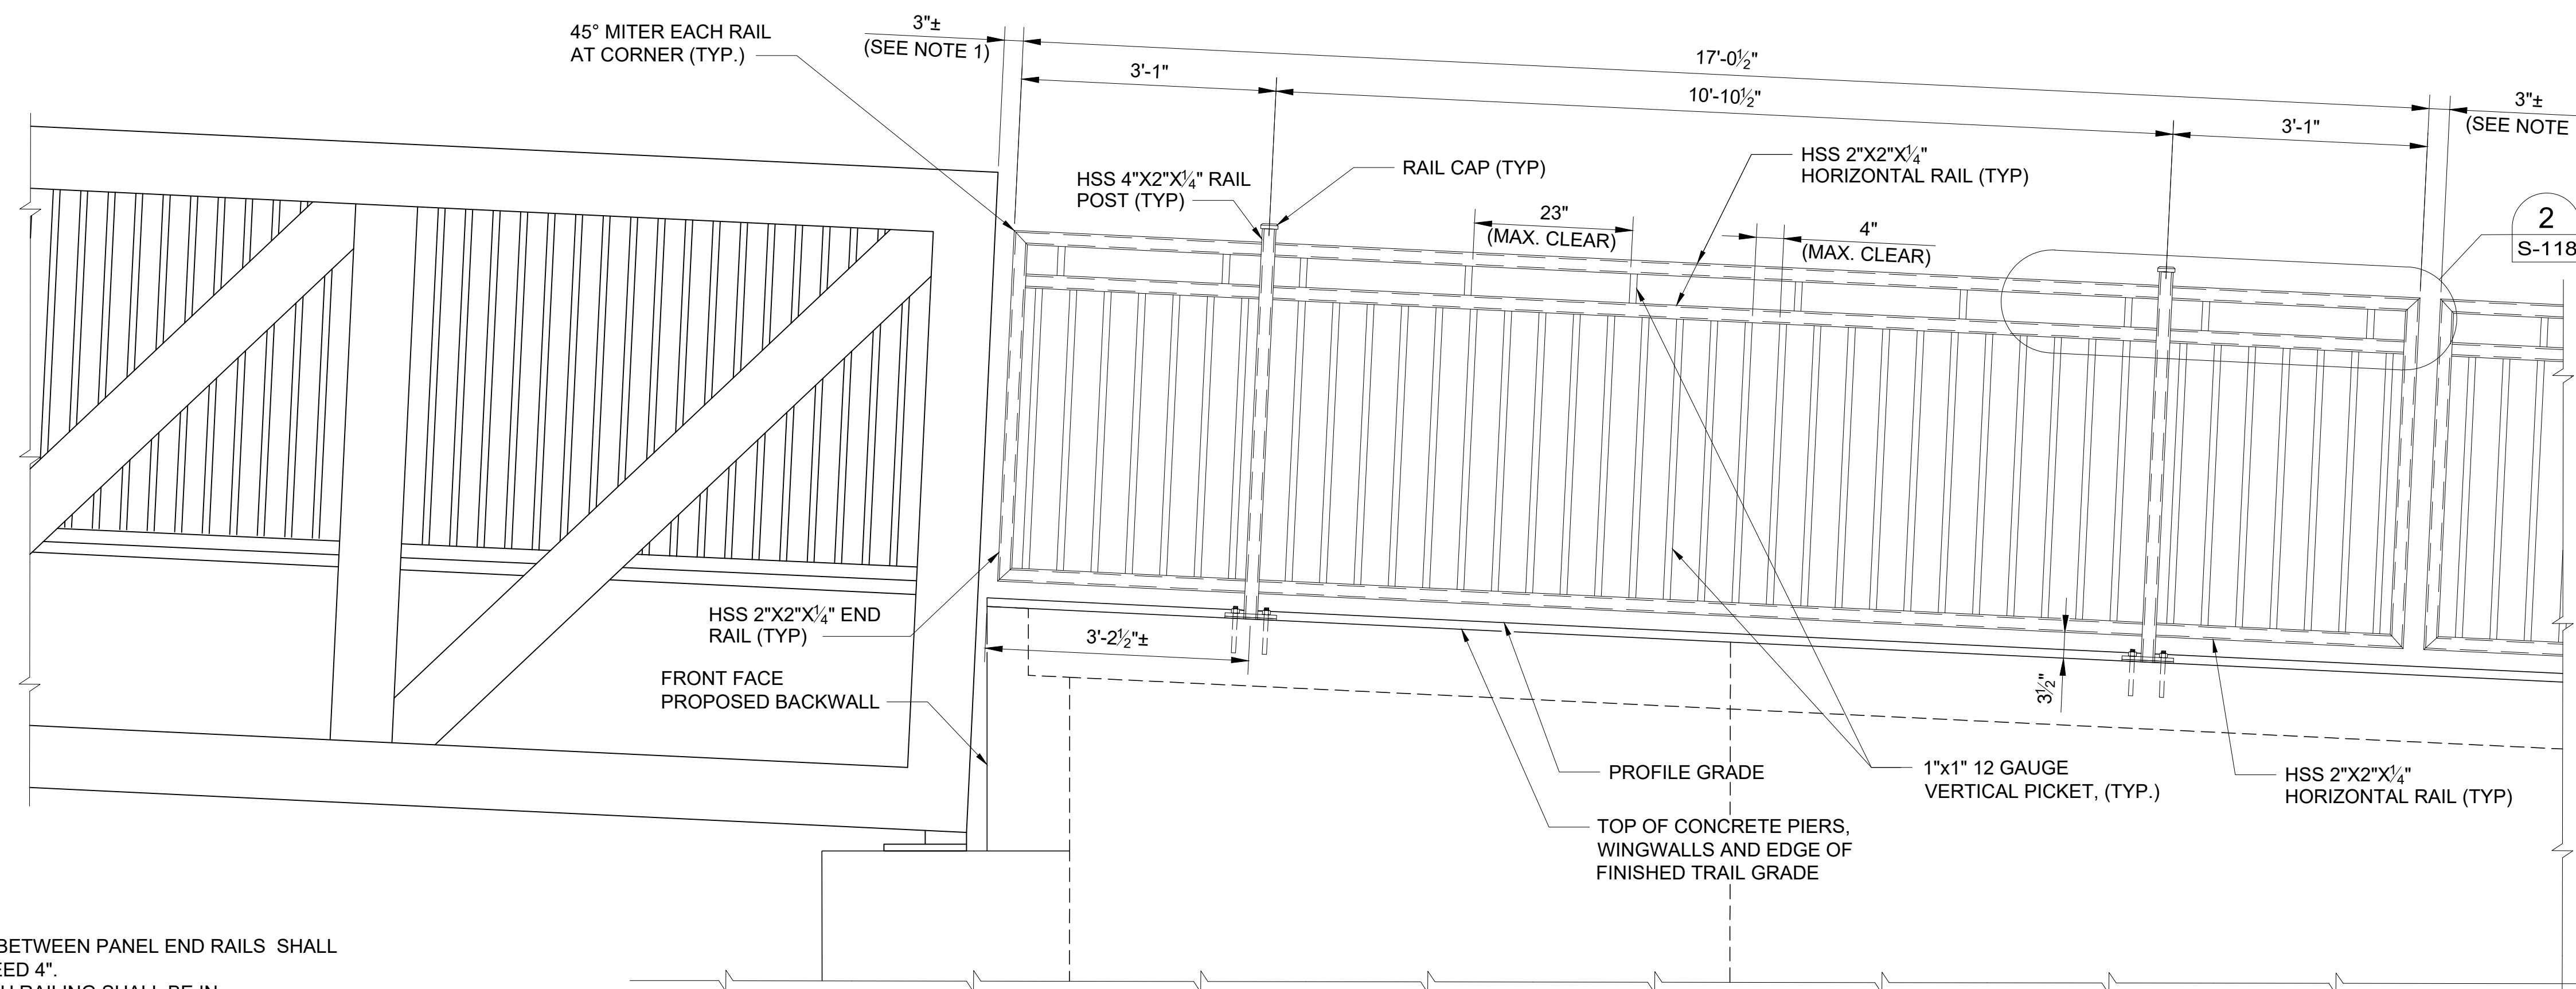 45° MITER EACH RAIL
AT CORNER (TYP.)
3"±
(SEE NOTE 1)
17'-0½"
3'-1"
10'-10½"
3'-1"
3"±
(SEE NOTE
HSS 4"X2"X¼" RAIL
POST (TYP)
RAIL CAP (TYP)
HSS 2"X2"X¼"
HORIZONTAL RAIL (TYP)
23"
(MAX. CLEAR)
4"
(MAX. CLEAR)
2
S-118
HSS 2"X2"X¼" END
RAIL (TYP)
3'-2½"±
FRONT FACE
PROPOSED BACKWALL
3½"
PROFILE GRADE
1"x1" 12 GAUGE
VERTICAL PICKET, (TYP.)
HSS 2"X2"X¼"
HORIZONTAL RAIL (TYP)
TOP OF CONCRETE PIERS,
WINGWALLS AND EDGE OF
FINISHED TRAIL GRADE
BETWEEN PANEL END RAILS SHALL
EED 4".
RAILING SHALL BE IN